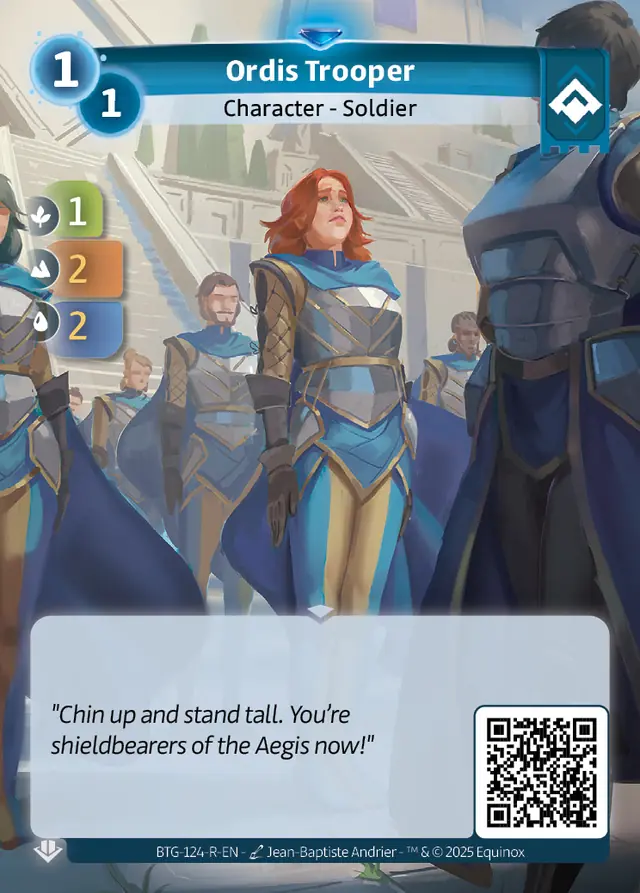 1
Ordis Trooper
1
Character - Soldier
1
2
2
"Chin up and stand tall. You’re
shieldbearers of the Aegis now!"
BTG-124-R-EN - Jean-Baptiste Andrier - ™ & © 2025 Equinox